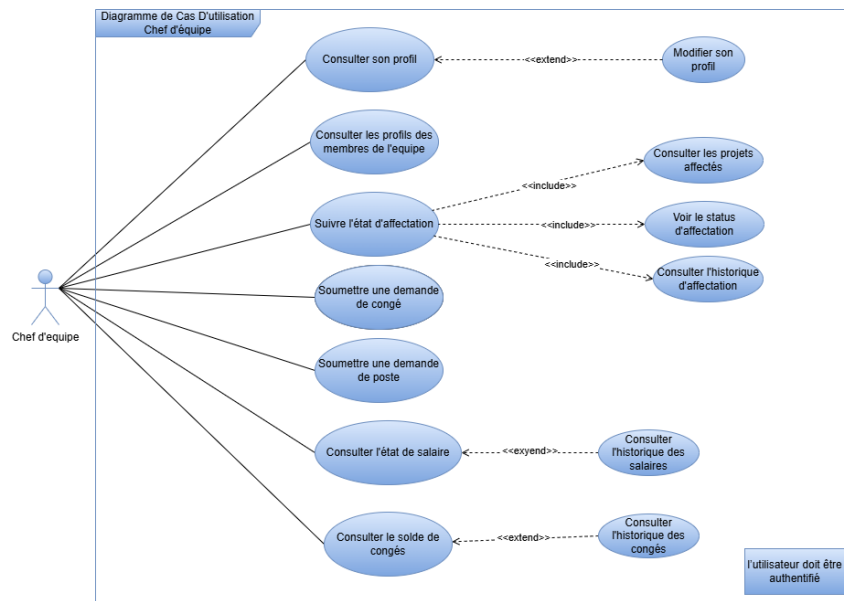 Diagramme de Cas D'utilisation
Chef d'équipe
Consulter son profil
<<extend>>
Modifier son
profil
Consulter les profils des
membres de l'equipe
Consulter les projets
affectés
<<include>>
Suivre l'état d'affectation
<<include>>
Voir le status
d'affectation
<<include>>
Consulter l'historique
d'affectation
Soumettre une demande
de congé
Chef d'equipe
Soumettre une demande
de poste
Consulter l'état de salaire
<<exyend>>
Consulter
l'historique des
salaires
Consulter le solde de
congés
<<extend>>
Consulter
l'historique des
congés
l'utilisateur doit être
authentifié